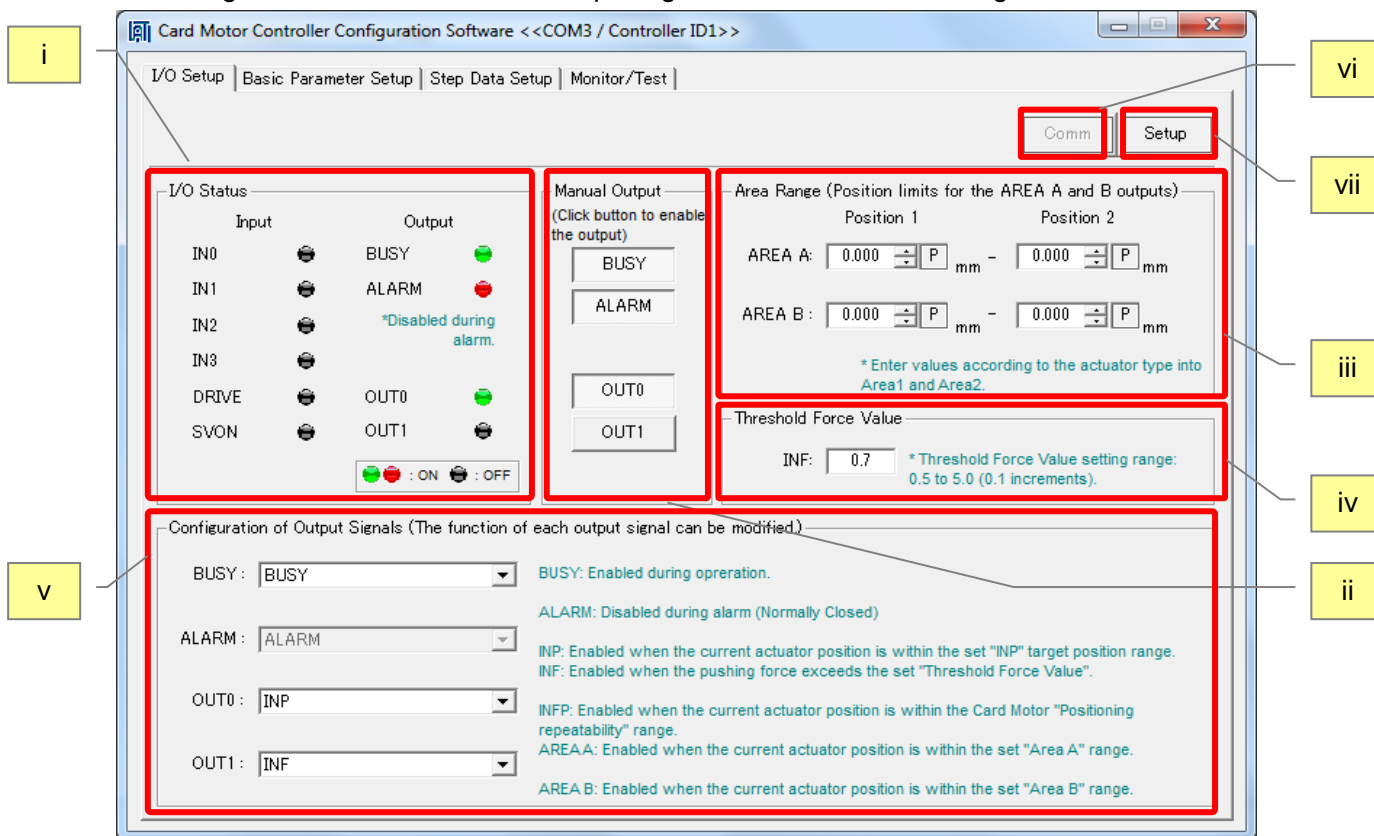 Card Motor Controller Configuration Software <<COM3 / Controller ID1>>
i
vi
I/O Setup Basic Parameter Setup Step Data Setup Monitor/Test
Comm Setup
vii
I/O Status
Input Output
IN0 BUSY
IN1 ALARM
IN2 *Disabled during
alarm.
IN3
DRIVE OUT0
SVON OUT1
: ON : OFF
Manual Output
(Click button to enable
the output)
BUSY
ALARM
OUT0
OUT1
Area Range (Position limits for the AREA A and B outputs)
Position 1 Position 2
AREA A: 0.000 P mm - 0.000 P mm
AREA B : 0.000 P mm - 0.000 P mm
* Enter values according to the actuator type into
Area1 and Area2.
iii
Threshold Force Value
INF: 0.7 * Threshold Force Value setting range:
0.5 to 5.0 (0.1 increments).
iv
Configuration of Output Signals (The function of each output signal can be modified.)
v
ii
BUSY : BUSY
BUSY: Enabled during opreration.
ALARM: Disabled during alarm (Normally Closed)
ALARM : ALARM
INP: Enabled when the current actuator position is within the set "INP" target position range.
INF: Enabled when the pushing force exceeds the set "Threshold Force Value".
OUT0 : INP
INFP: Enabled when the current actuator position is within the Card Motor "Positioning
repeatability" range.
AREA A: Enabled when the current actuator position is within the set "Area A" range.
OUT1 : INF
AREA B: Enabled when the current actuator position is within the set "Area B" range.